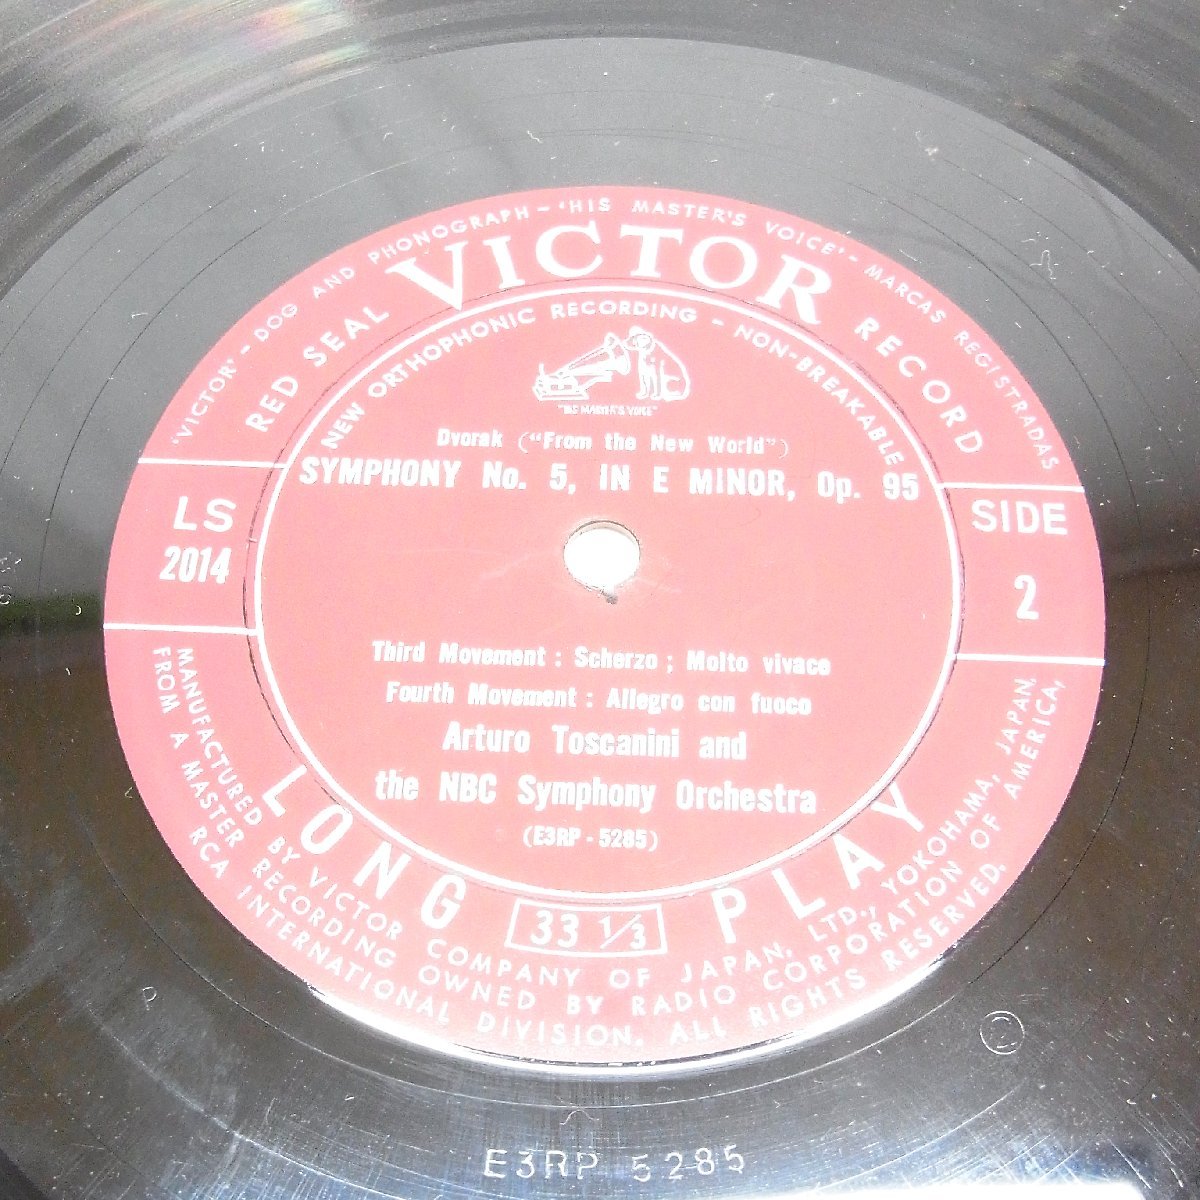 'VICTOR' - DOG AND PHONOGRAPH - 'HIS MASTER'S VOICE' - MARCAS REGISTRADAS
RED SEAL VICTOR RECORD
NEW ORTHOPHONIC RECORDING - NON-BREAKABLE
"HIS MASTER'S VOICE"
Dvorak ("From the New World")
SYMPHONY No. 5, IN E MINOR, Op. 95
LS
2014
SIDE
2
Third Movement : Scherzo ; Molto vivace
Fourth Movement : Allegro con fuoco
Arturo Toscanini and
the NBC Symphony Orchestra
(E3RP - 5285)
LONG 33 1/3 PLAY
MANUFACTURED BY VICTOR COMPANY OF JAPAN, LTD., YOKOHAMA, JAPAN.
FROM A MASTER RECORDING OWNED BY RADIO CORPORATION OF AMERICA,
RCA INTERNATIONAL DIVISION. ALL RIGHTS RESERVED.
P
C
E3RP 5285